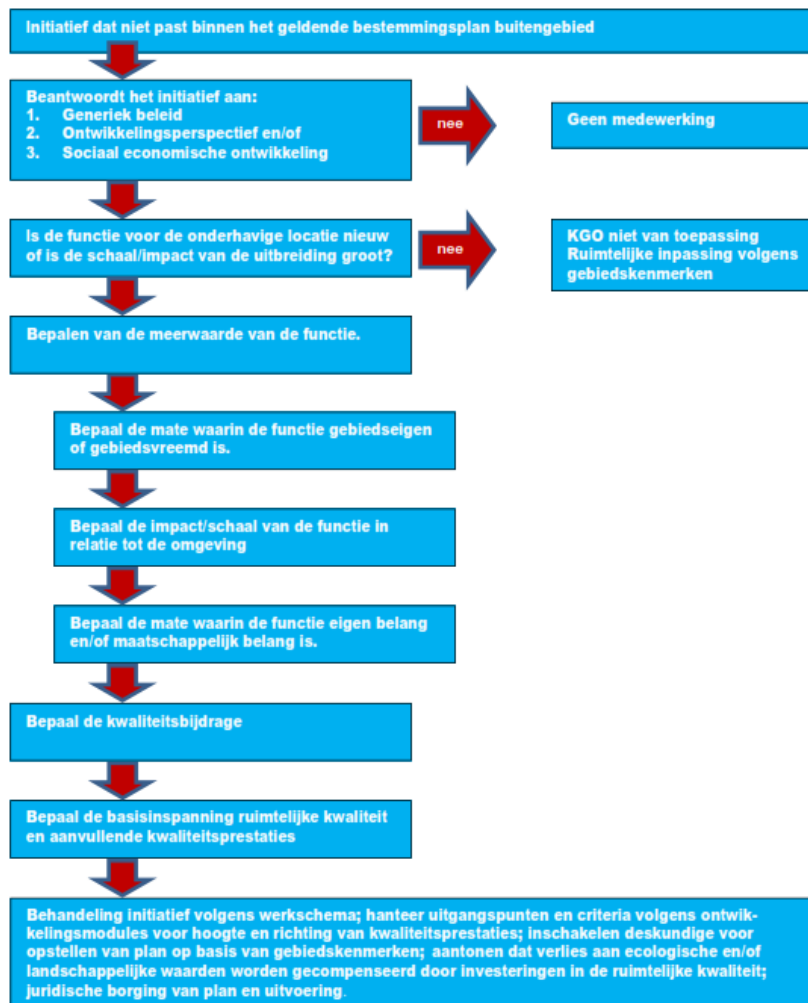 Initiatief dat niet past binnen het geldende bestemmingsplan buitengebied
Beantwoordt het initiatief aan:
1. Generiek beleid
2. Ontwikkelingsperspectief en/of
3. Sociaal economische ontwikkeling
nee
Geen medewerking
Is de functie voor de onderhavige locatie nieuw
of is de schaal/impact van de uitbreiding groot?
nee
KGO niet van toepassing
Ruimtelijke inpassing volgens
gebiedskenmerken
Bepalen van de meerwaarde van de functie.
Bepaal de mate waarin de functie gebiedseigen
of gebiedsvreemd is.
Bepaal de impact/schaal van de functie in
relatie tot de omgeving
Bepaal de mate waarin de functie eigen belang
en/of maatschappelijk belang is.
Bepaal de kwaliteitsbijdrage
Bepaal de basisinspanning ruimtelijke kwaliteit
en aanvullende kwaliteitsprestaties
Behandeling initiatief volgens werkschema; hanteer uitgangspunten en criteria volgens ontwik-
kelingsmodules voor hoogte en richting van kwaliteitsprestaties; inschakelen deskundige voor
opstellen van plan op basis van gebiedskenmerken; aantonen dat verlies aan ecologische en/of
landschappelijke waarden worden gecompenseerd door investeringen in de ruimtelijke kwaliteit;
juridische borging van plan en uitvoering.